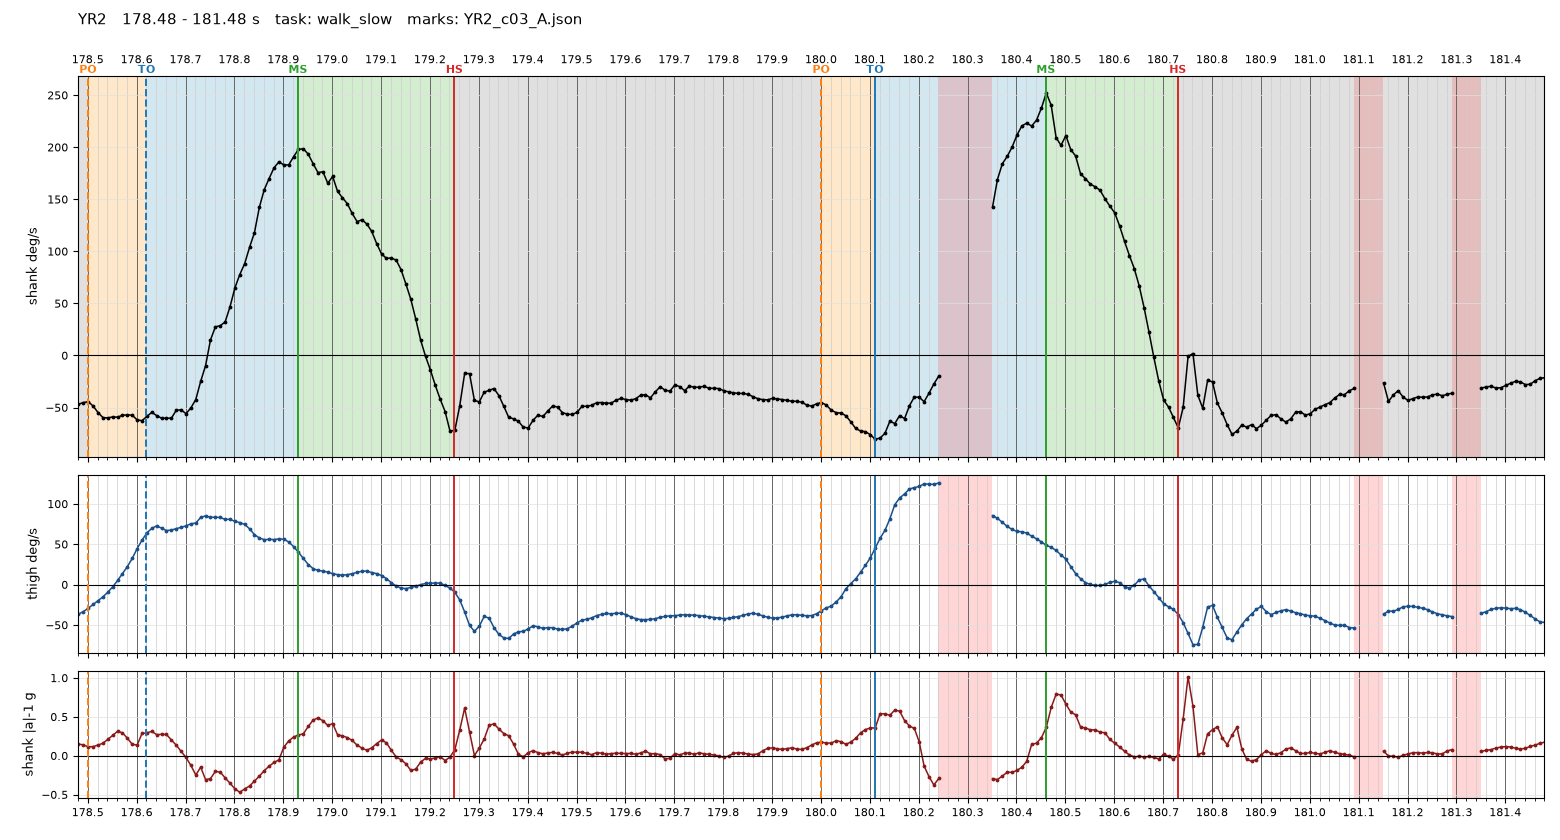 YR2   178.48 - 181.48 s   task: walk_slow   marks: YR2_c03_A.json
178.5 178.6 178.7 178.8 178.9 179.0 179.1 179.2 179.3 179.4 179.5 179.6 179.7 179.8 179.9 180.0 180.1 180.2 180.3 180.4 180.5 180.6 180.7 180.8 180.9 181.0 181.1 181.2 181.3 181.4
PO TO MS HS PO TO MS HS
250
200
150
100
50
0
−50
shank deg/s
100
50
0
−50
thigh deg/s
1.0
0.5
0.0
−0.5
shank |a|-1 g
178.5 178.6 178.7 178.8 178.9 179.0 179.1 179.2 179.3 179.4 179.5 179.6 179.7 179.8 179.9 180.0 180.1 180.2 180.3 180.4 180.5 180.6 180.7 180.8 180.9 181.0 181.1 181.2 181.3 181.4